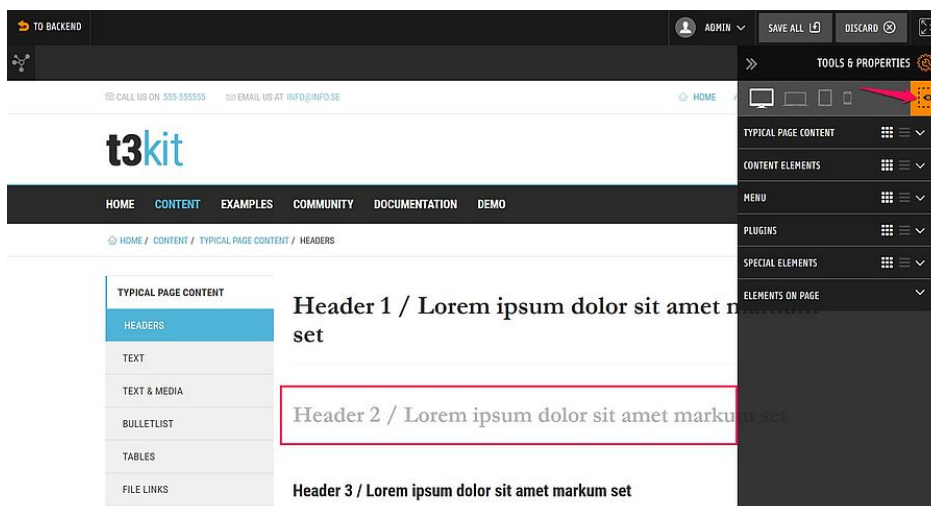 TO BACKEND
ADMIN
SAVE ALL
DISCARD
TOOLS & PROPERTIES
CALL US ON 555-555555 EMAIL US AT INFO@INFO.SE
HOME
t3kit
TYPICAL PAGE CONTENT
CONTENT ELEMENTS
MENU
PLUGINS
SPECIAL ELEMENTS
ELEMENTS ON PAGE
HOME CONTENT EXAMPLES COMMUNITY DOCUMENTATION DEMO
HOME / CONTENT / TYPICAL PAGE CONTENT / HEADERS
TYPICAL PAGE CONTENT
HEADERS
TEXT
TEXT & MEDIA
BULLETLIST
TABLES
FILE LINKS
Header 1 / Lorem ipsum dolor sit amet markum
set
Header 2 / Lorem ipsum dolor sit amet markum set
Header 3 / Lorem ipsum dolor sit amet markum set